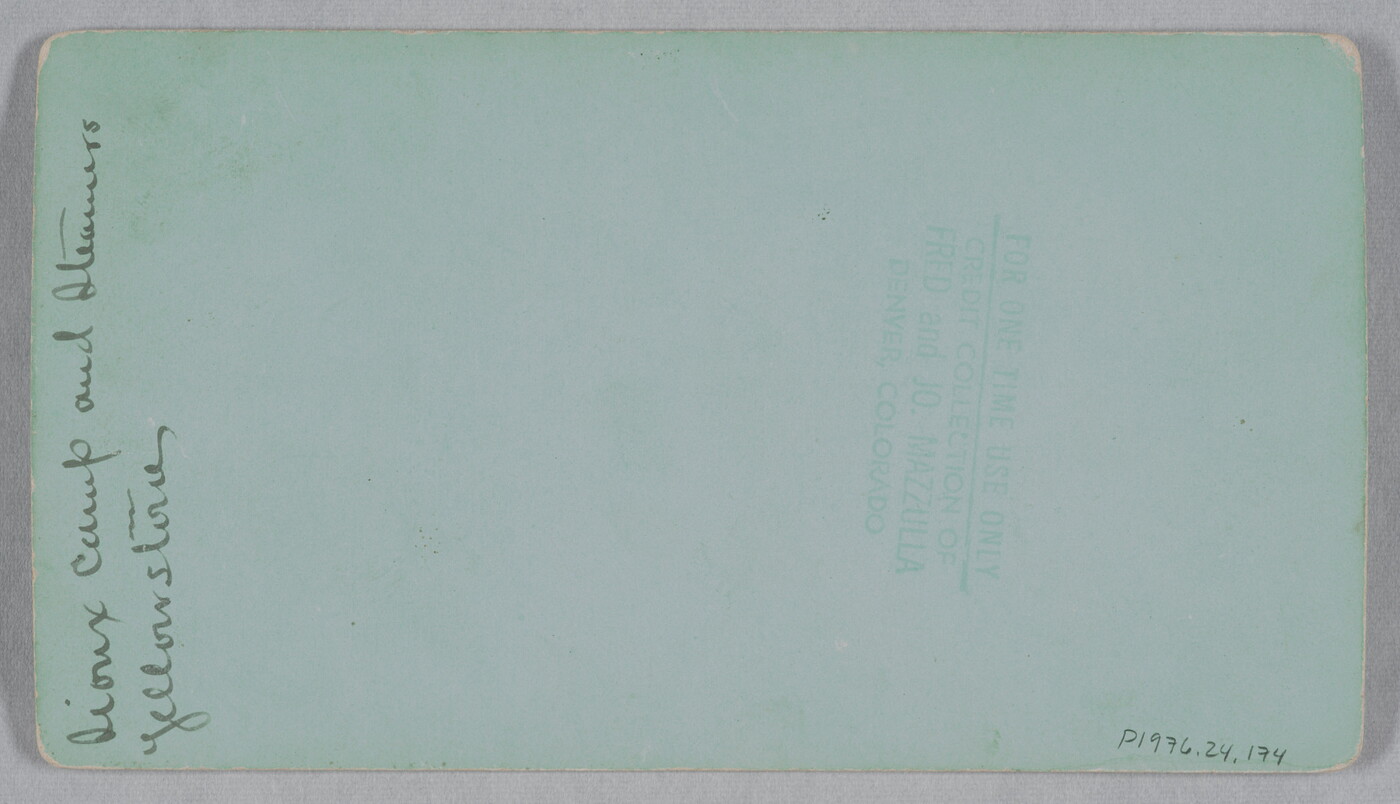 Sioux Camp and Steamers
Yellowstone
FOR ONE TIME USE ONLY
CREDIT COLLECTION OF
FRED and JO. MAZZULLA
DENVER, COLORADO
P1976.24.174